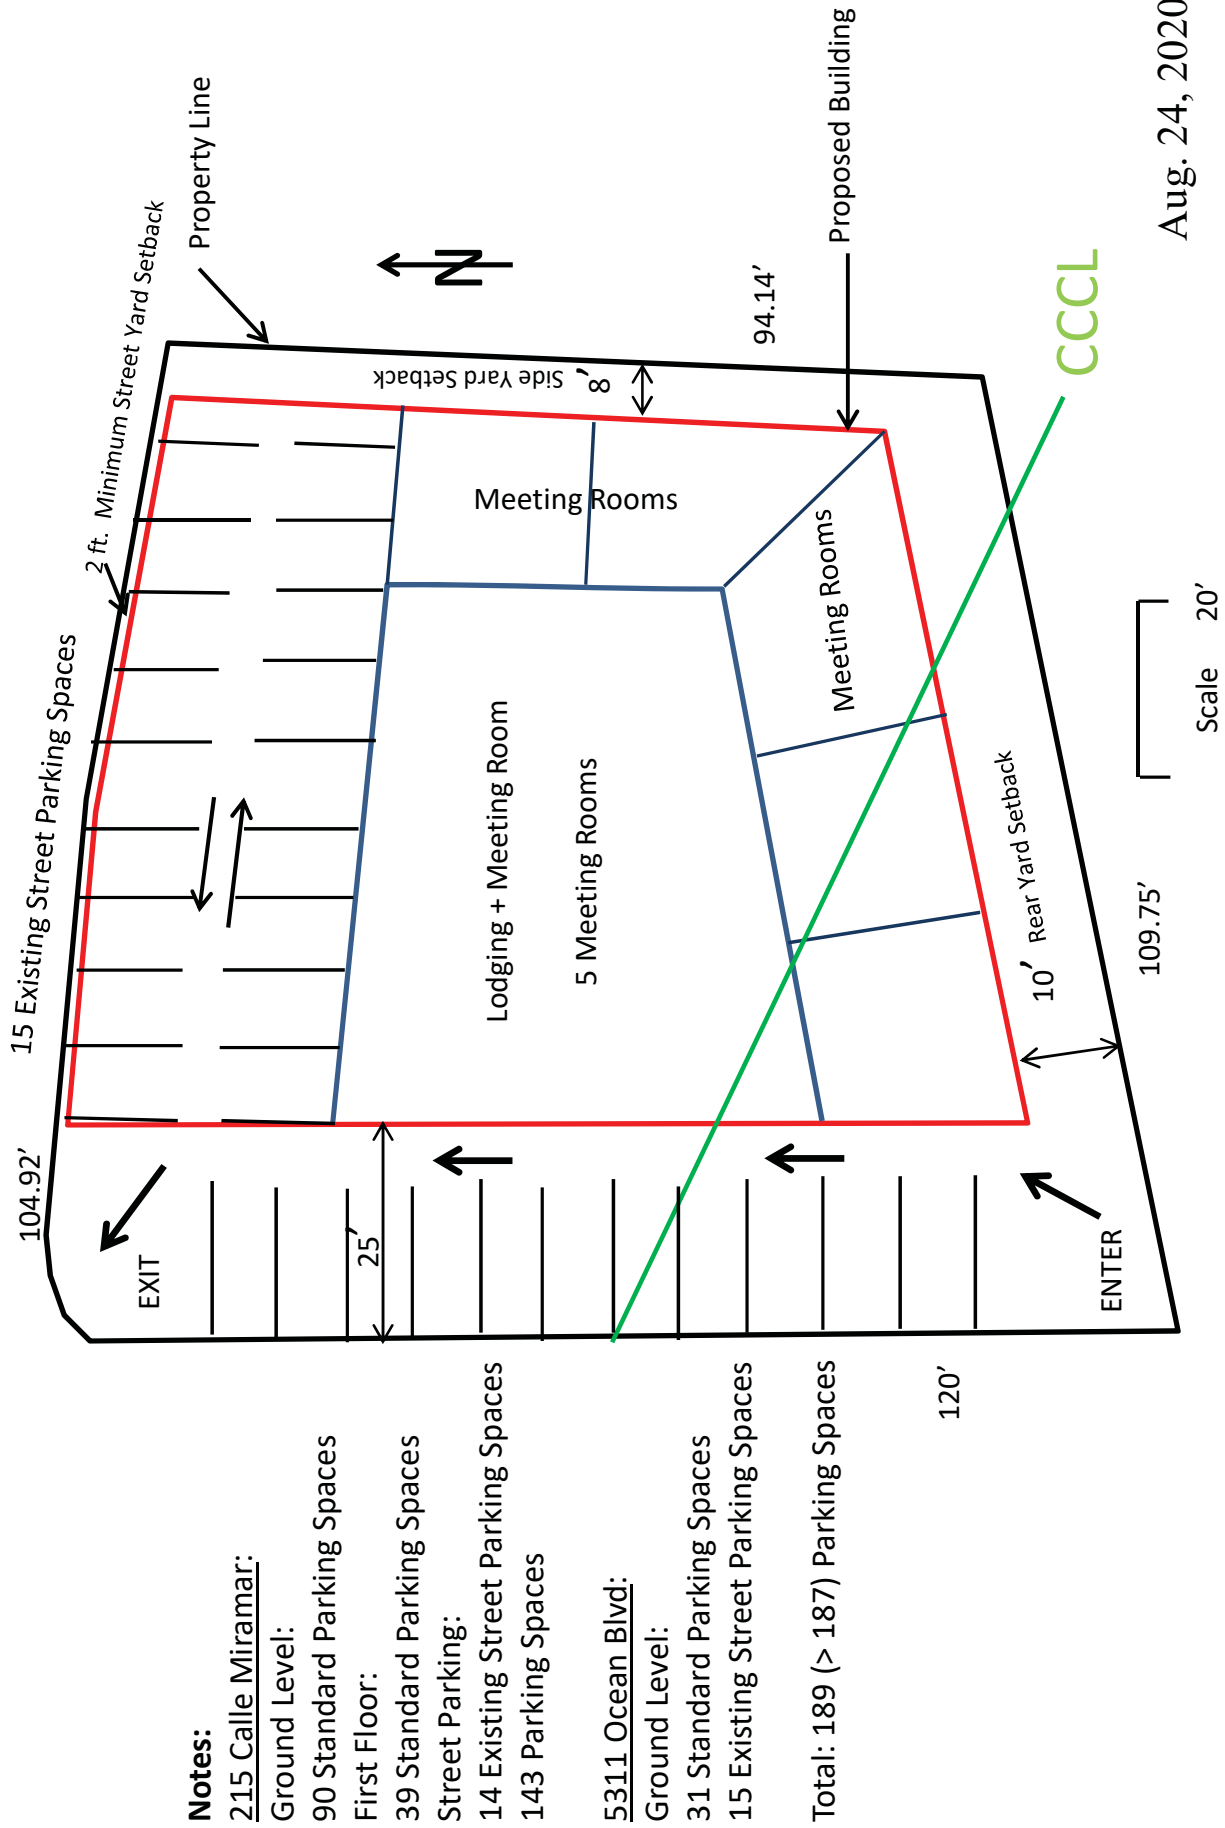 Notes:
215 Calle Miramar:
Ground Level:
90 Standard Parking Spaces
First Floor:
39 Standard Parking Spaces
Street Parking:
14 Existing Street Parking Spaces
143 Parking Spaces
5311 Ocean Blvd:
Ground Level:
31 Standard Parking Spaces
15 Existing Street Parking Spaces
Total: 189 (> 187) Parking Spaces
120’
104.92’
EXIT
25’
ENTER
15 Existing Street Parking Spaces
2 ft. Minimum Street Yard Setback
Property Line
Lodging + Meeting Room
5 Meeting Rooms
Meeting Rooms
Meeting Rooms
Side Yard Setback
8’
N
94.14’
Proposed Building
10’ Rear Yard Setback
109.75’
CCCL
Scale 20’
Aug. 24, 2020